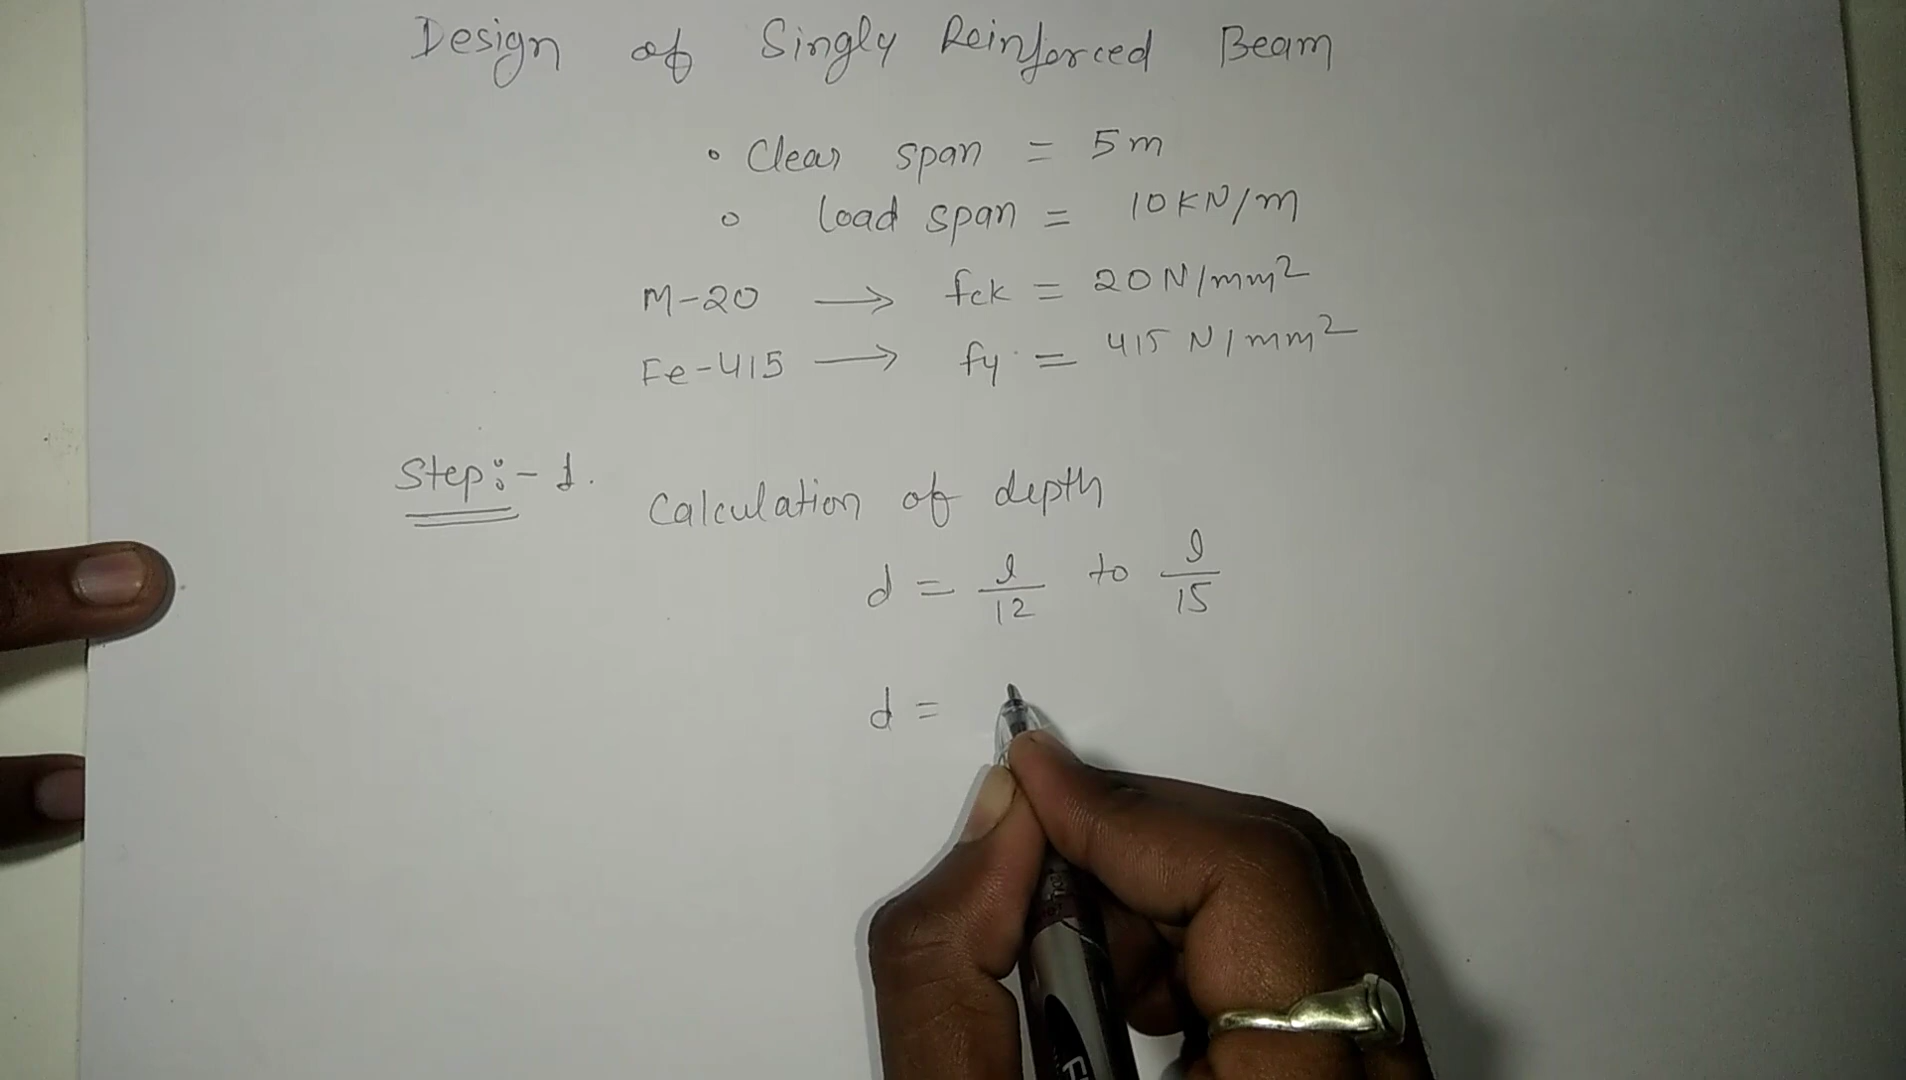 Design of Singly Reinforced Beam
• Clear span = 5m
• load span = 10KN/m
M-20 → fck = 20N/mm²
Fe-415 → fy = 415 N/mm²
Step:- 1. Calculation of depth
d = l/12 to l/15
d =